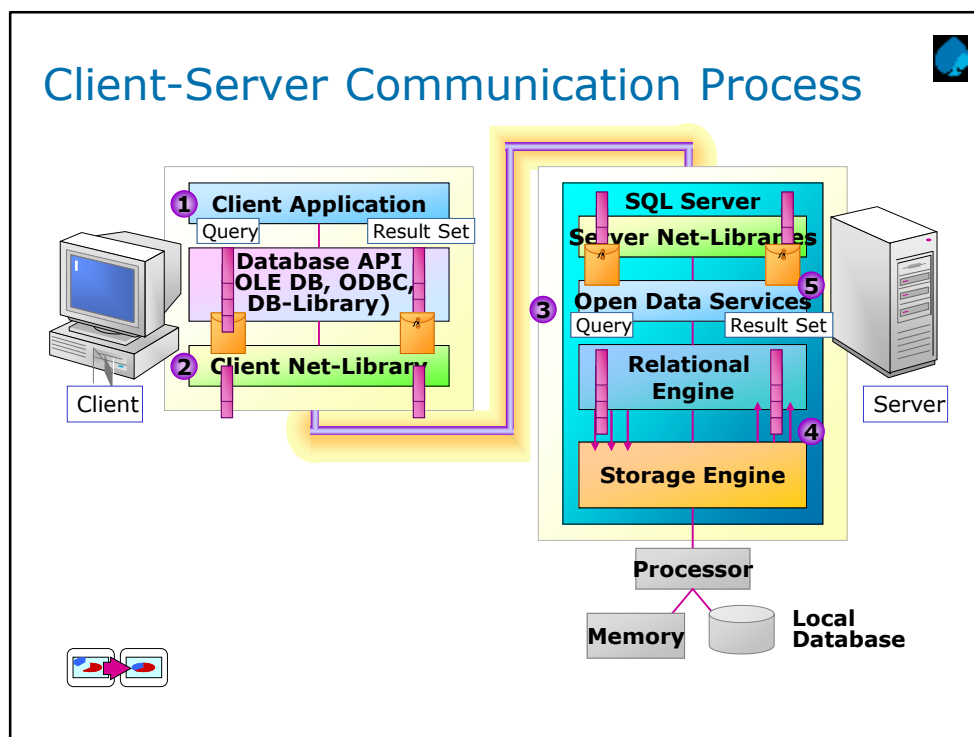 Client-Server Communication Process
1
Client Application
Query
Result Set
Database API
OLE DB, ODBC,
DB-Library)
2
Client Net-Library
Client
SQL Server
Server Net-Libraries
5
3
Open Data Services
Query
Result Set
Relational
Engine
4
Storage Engine
Server
Processor
Memory
Local
Database